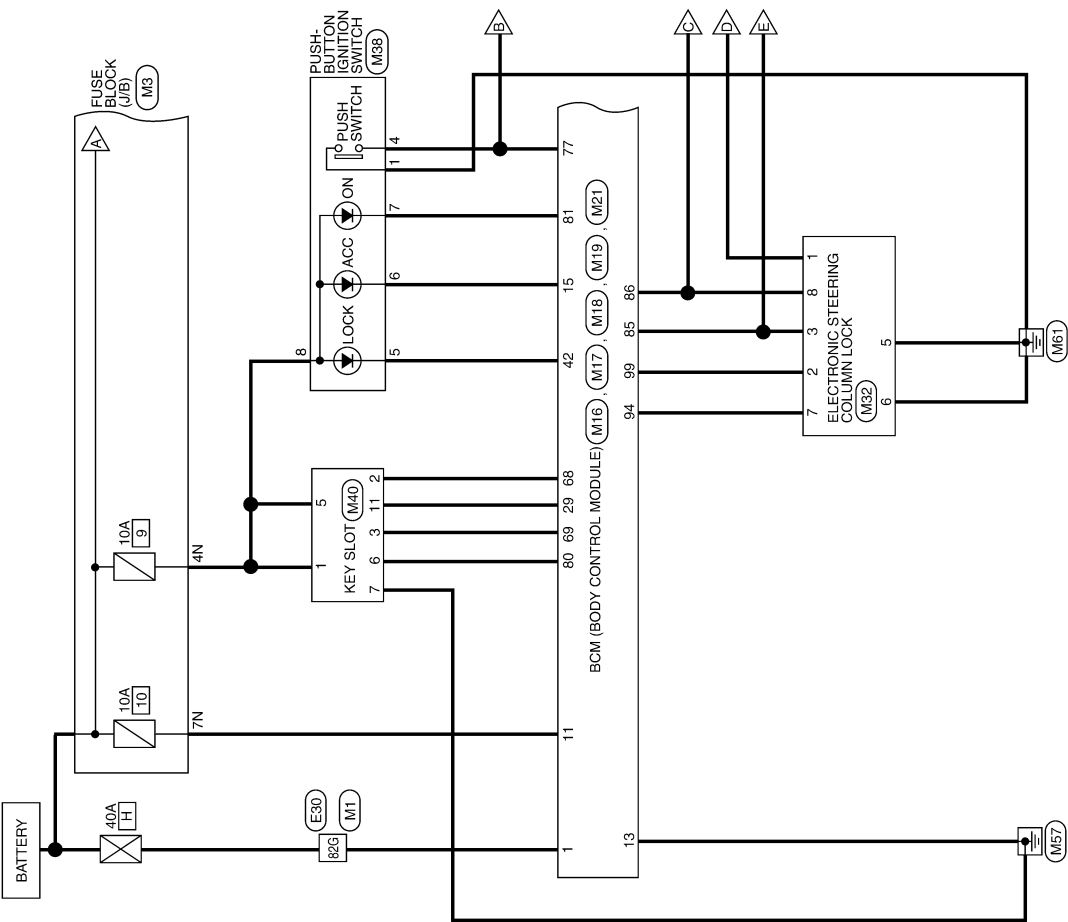 BATTERY
40A
H
E30
M1
82G
1
13
M57
FUSE
BLOCK
(J/B)
M3
A
10A
10
7N
11
10A
9
4N
PUSH-
BUTTON
IGNITION
SWITCH
M38
PUSH
SWITCH
4
1
ON
7
ACC
6
LOCK
5
8
KEY SLOT
M40
5
1
2
11
3
6
7
B
C
D
E
77
81
15
42
68
29
69
80
BCM (BODY CONTROL MODULE)
M16 , M17 , M18 , M19 , M21
86
85
99
94
ELECTRONIC STEERING
COLUMN LOCK
M32
1
8
3
2
7
5
6
M61